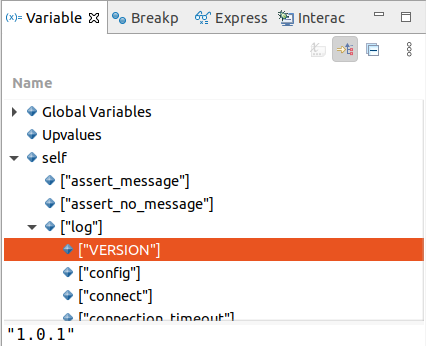 (x)= Variable Breakp Express Interac
Name
Global Variables
Upvalues
self
["assert_message"]
["assert_no_message"]
["log"]
["VERSION"]
["config"]
["connect"]
["connection_timeout"]
"1.0.1"